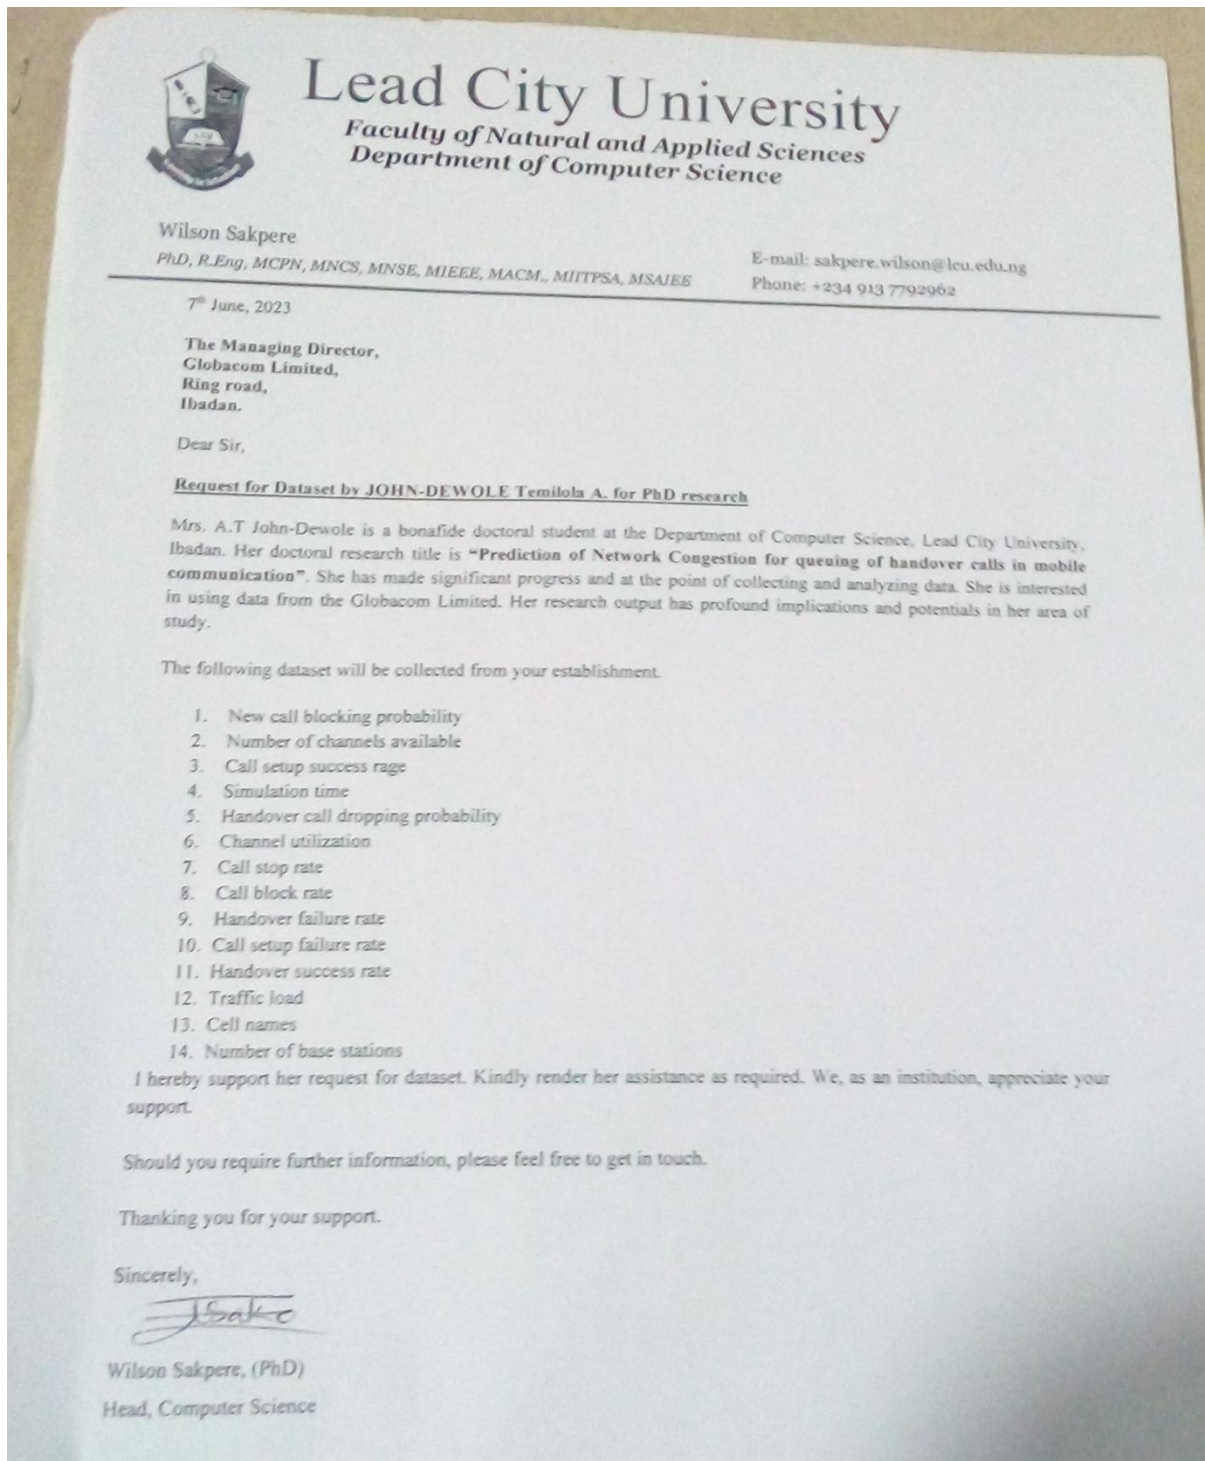 Lead City University
Faculty of Natural and Applied Sciences
Department of Computer Science
Wilson Sakpere
PhD, R.Eng, MCPN, MNCS, MNSE, MIEEE, MACM,, MIITPSA, MSAIEE
E-mail: sakpere.wilson@lcu.edu.ng
Phone: +234 913 7792962
7th June, 2023
The Managing Director,
Globacom Limited,
Ring road,
Ibadan.
Dear Sir,
Request for Dataset by JOHN-DEWOLE Temilola A. for PhD research
Mrs. A.T John-Dewole is a bonafide doctoral student at the Department of Computer Science, Lead City University,
Ibadan. Her doctoral research title is “Prediction of Network Congestion for queuing of handover calls in mobile
communication”. She has made significant progress and at the point of collecting and analyzing data. She is interested
in using data from the Globacom Limited. Her research output has profound implications and potentials in her area of
study.
The following dataset will be collected from your establishment.
1. New call blocking probability
2. Number of channels available
3. Call setup success rage
4. Simulation time
5. Handover call dropping probability
6. Channel utilization
7. Call stop rate
8. Call block rate
9. Handover failure rate
10. Call setup failure rate
11. Handover success rate
12. Traffic load
13. Cell names
14. Number of base stations
I hereby support her request for dataset. Kindly render her assistance as required. We, as an institution, appreciate your
support.
Should you require further information, please feel free to get in touch.
Thanking you for your support.
Sincerely,
Wilson Sakpere, (PhD)
Head, Computer Science